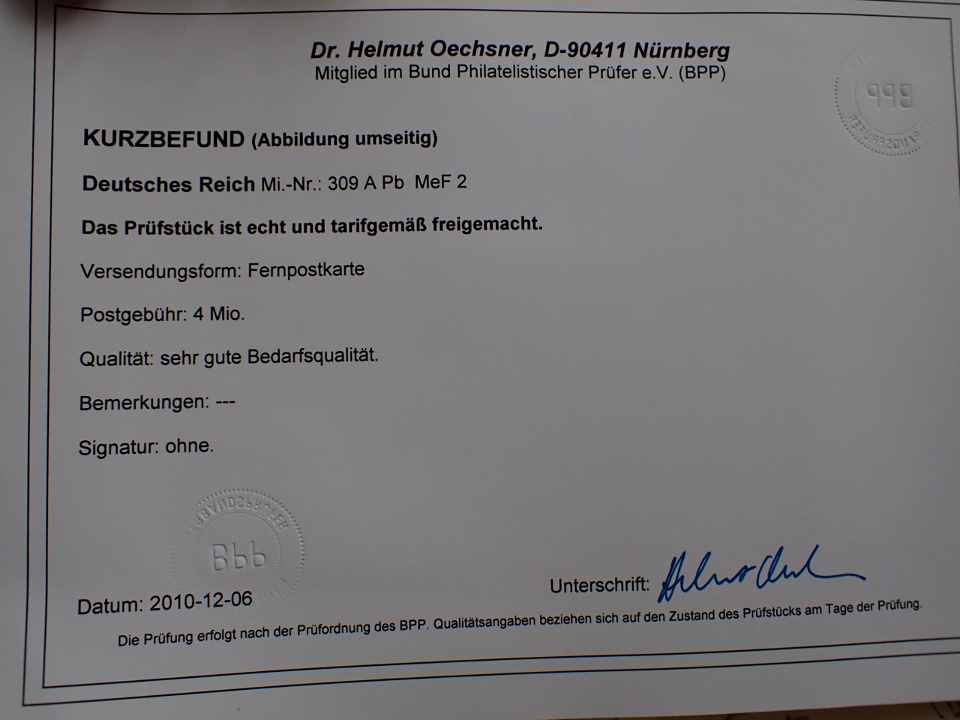 Dr. Helmut Oechsner, D-90411 Nürnberg
Mitglied im Bund Philatelistischer Prüfer e.V. (BPP)
BPP
KURZBEFUND (Abbildung umseitig)
Deutsches Reich Mi.-Nr.: 309 A Pb MeF 2
Das Prüfstück ist echt und tarifgemäß freigemacht.
Versendungsform: Fernpostkarte
Postgebühr: 4 Mio.
Qualität: sehr gute Bedarfsqualität.
Bemerkungen: ---
Signatur: ohne.
VERBANDSPRÜFER
BPP
Unterschrift:
Datum: 2010-12-06
Die Prüfung erfolgt nach der Prüfordnung des BPP. Qualitätsangaben beziehen sich auf den Zustand des Prüfstücks am Tage der Prüfung.